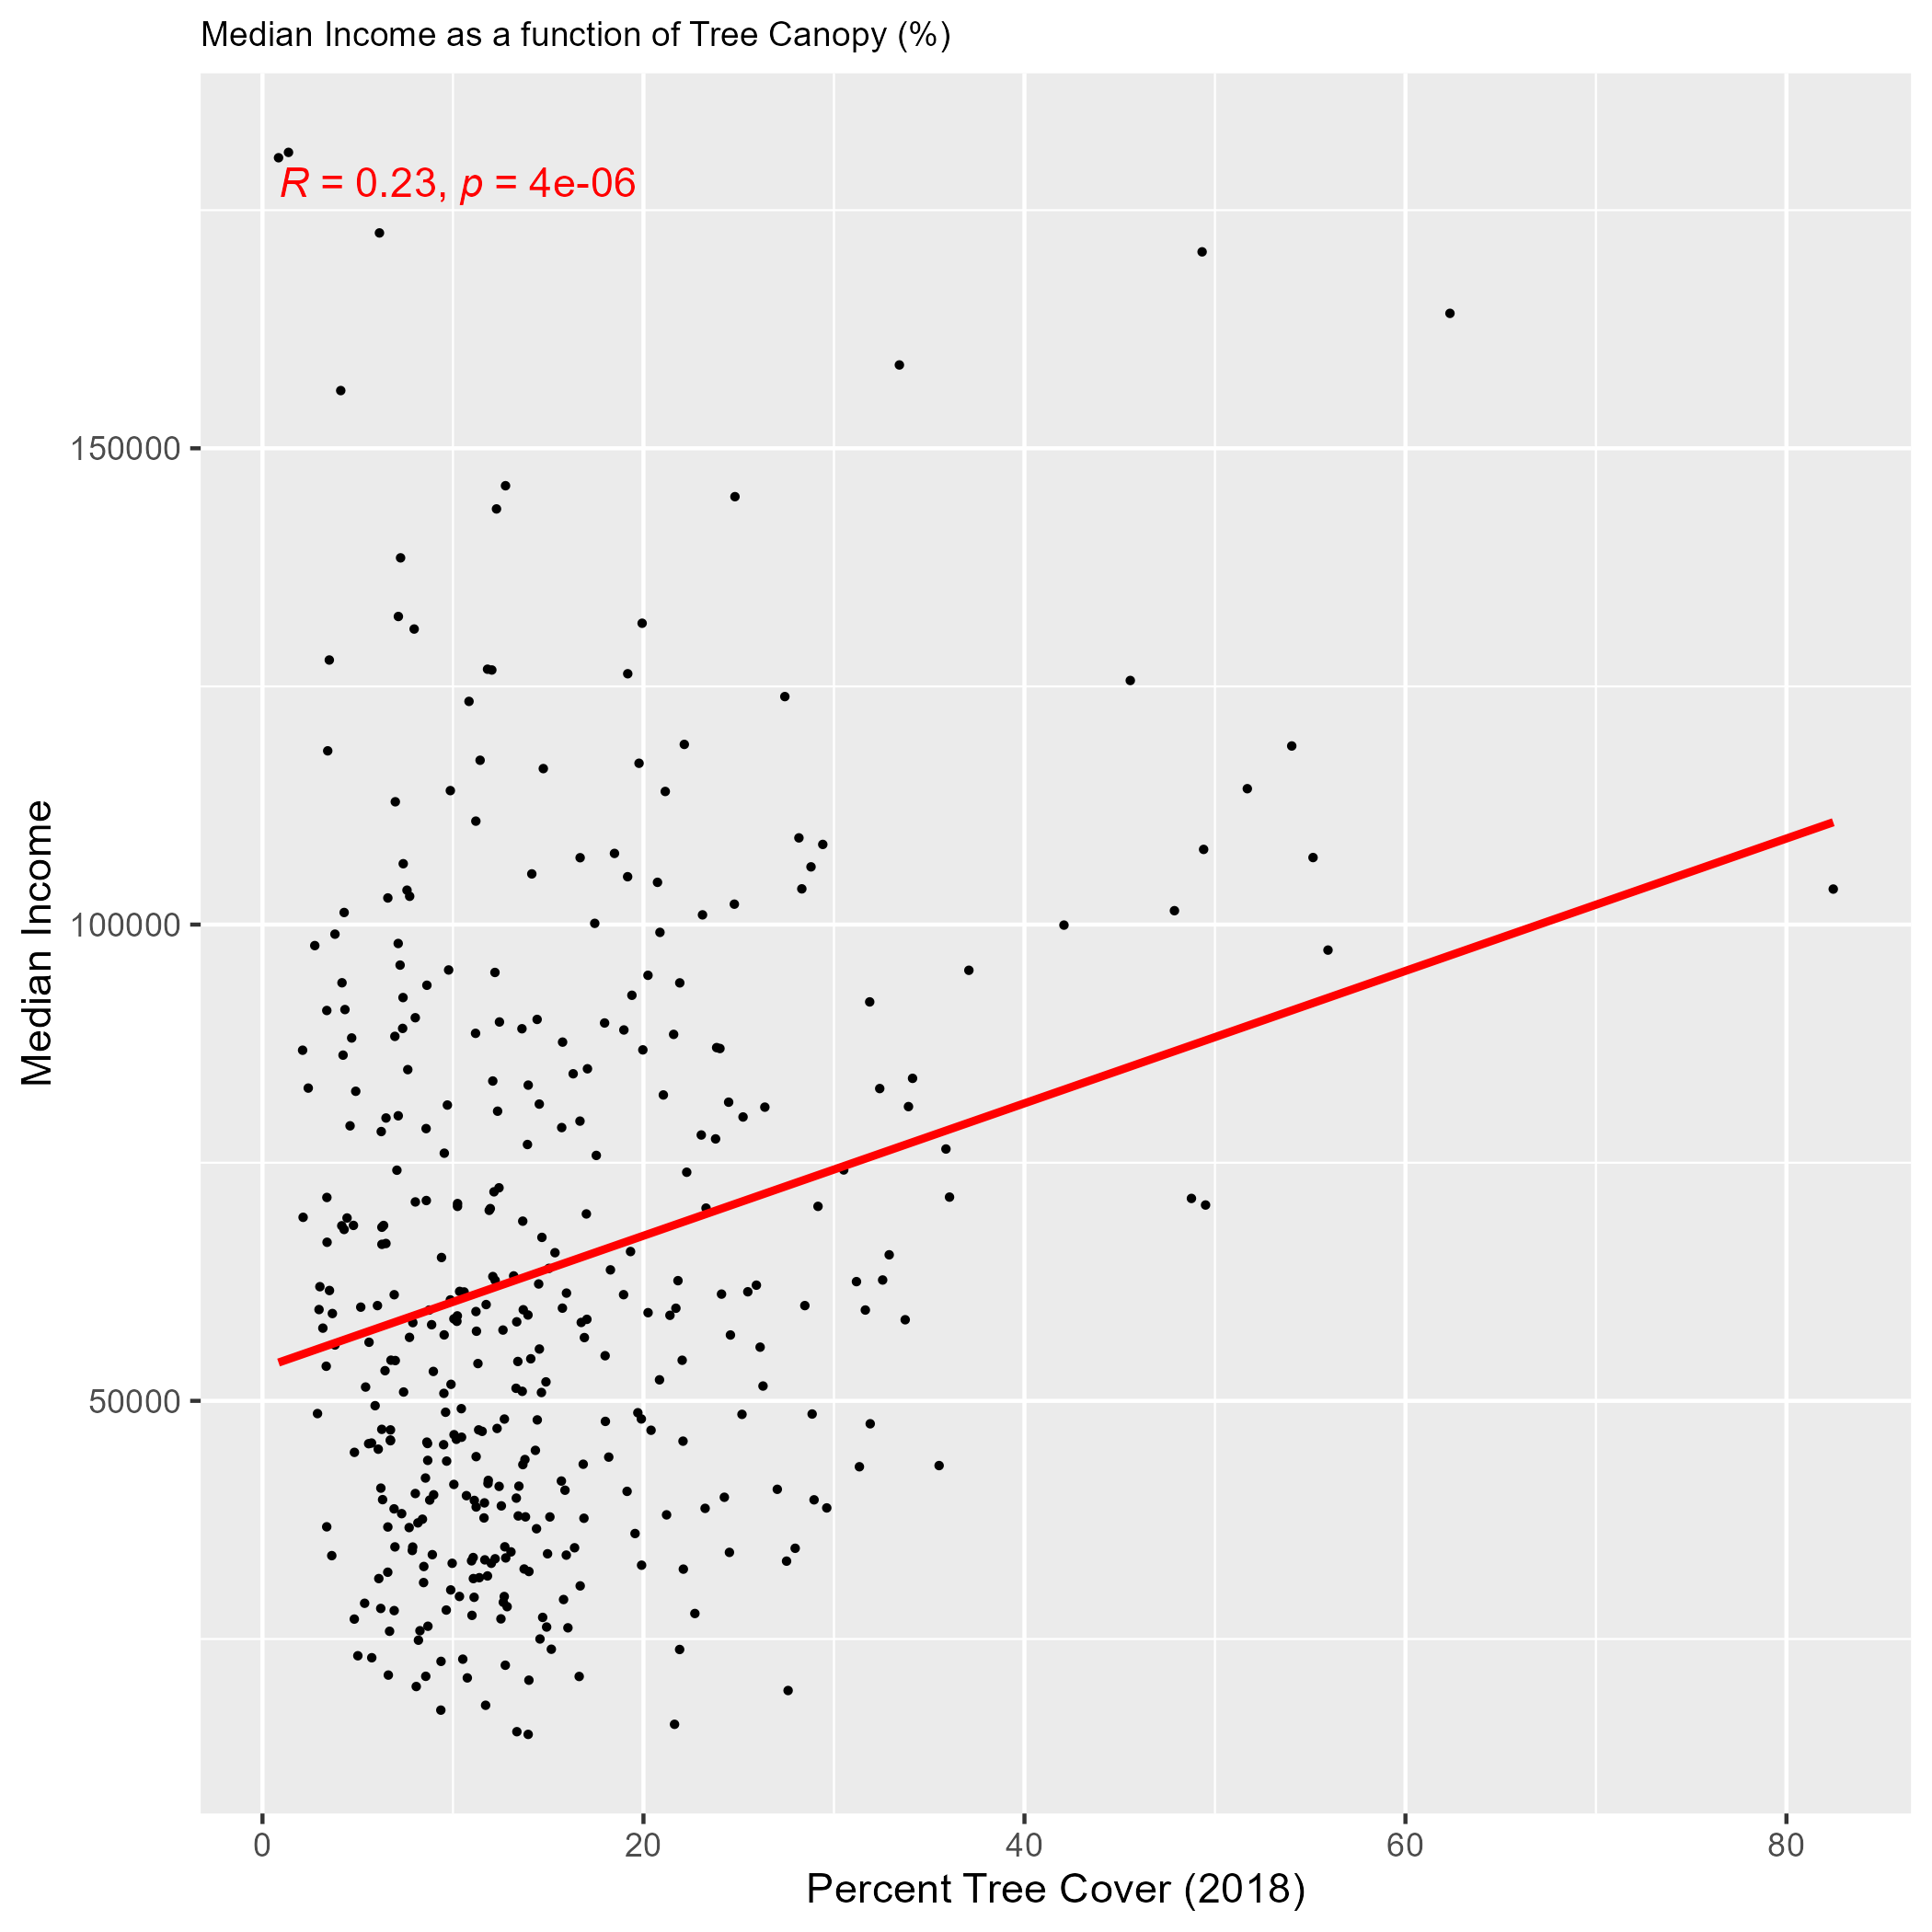 Median Income as a function of Tree Canopy (%)
R = 0.23, p = 4e-06
150000
100000
50000
Median Income
0 20 40 60 80
Percent Tree Cover (2018)